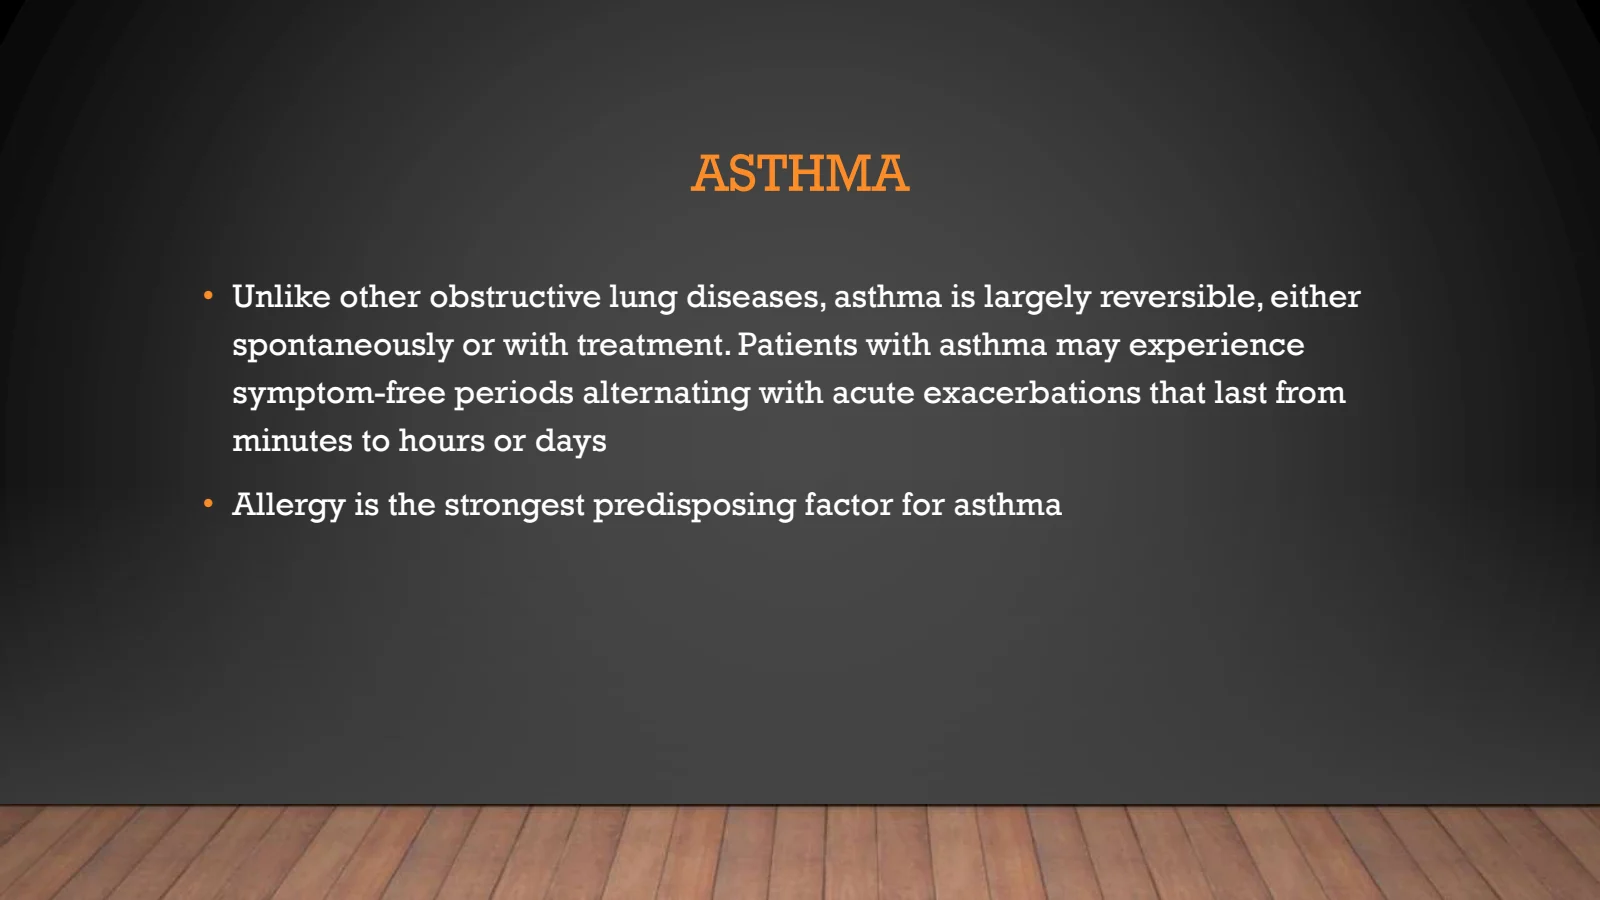 ASTHMA
• Unlike other obstructive lung diseases, asthma is largely reversible, either
spontaneously or with treatment. Patients with asthma may experience
symptom-free periods alternating with acute exacerbations that last from
minutes to hours or days
• Allergy is the strongest predisposing factor for asthma